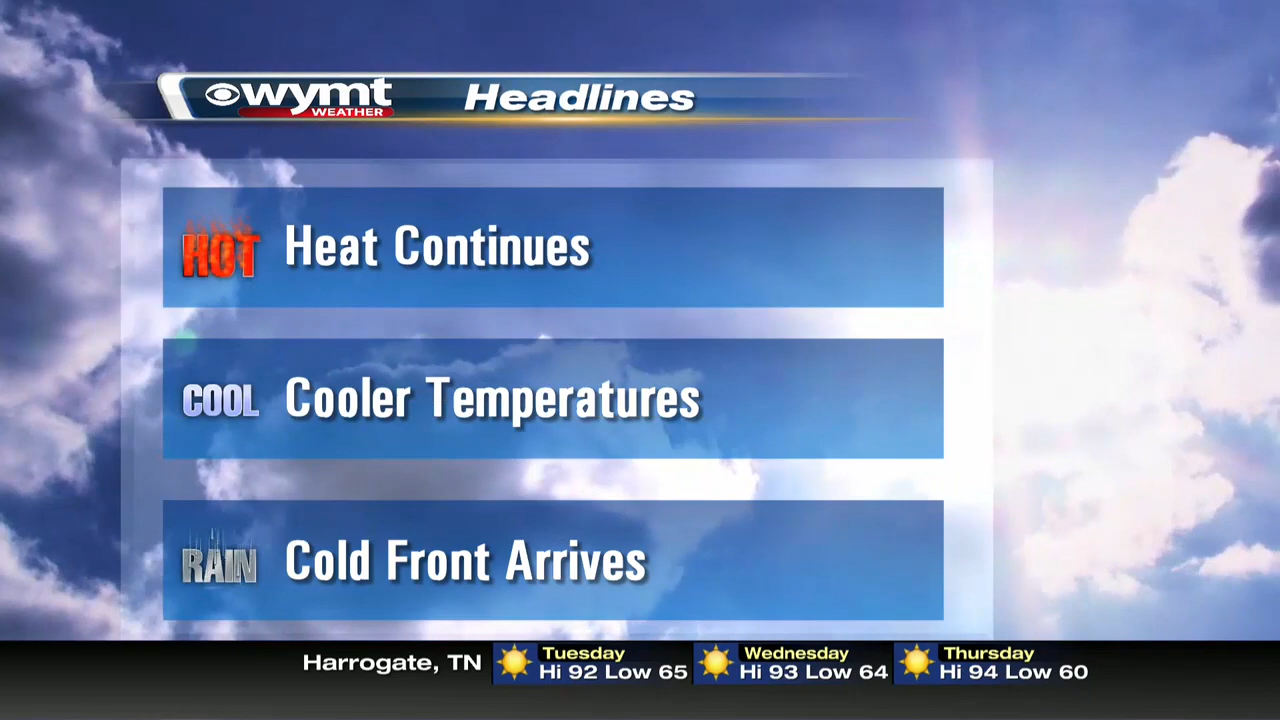 wymt Headlines
WEATHER
HOT Heat Continues
COOL Cooler Temperatures
RAIN Cold Front Arrives
Harrogate, TN
Tuesday
Hi 92 Low 65
Wednesday
Hi 93 Low 64
Thursday
Hi 94 Low 60